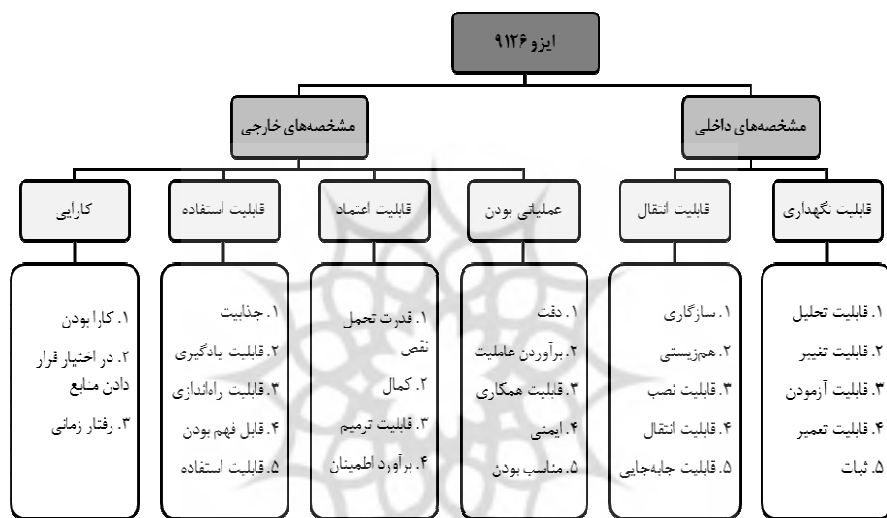 ایزو ۹۱۲۶
مشخصه‌های داخلی
مشخصه‌های خارجی
قابلیت نگهداری
قابلیت انتقال
عملیاتی بودن
قابلیت اعتماد
قابلیت استفاده
کارایی
۱. قابلیت تحلیل
۲. قابلیت تغییر
۳. قابلیت آزمودن
۴. قابلیت تعمیر
۵. ثبات
۱. سازگاری
۲. هم‌زیستی
۳. قابلیت نصب
۴. قابلیت انتقال
۵. قابلیت جابه‌جایی
۱. دقت
۲. برآوردن عاملیت
۳. قابلیت همکاری
۴. ایمنی
۵. مناسب بودن
۱. قدرت تحمل
نقص
۲. کمال
۳. قابلیت ترمیم
۴. برآورد اطمینان
۱. جذابیت
۲. قابلیت یادگیری
۳. قابلیت راه‌اندازی
۴. قابل فهم بودن
۵. قابلیت استفاده
۱. کارا بودن
۲. در اختیار قرار
دادن منابع
۳. رفتار زمانی